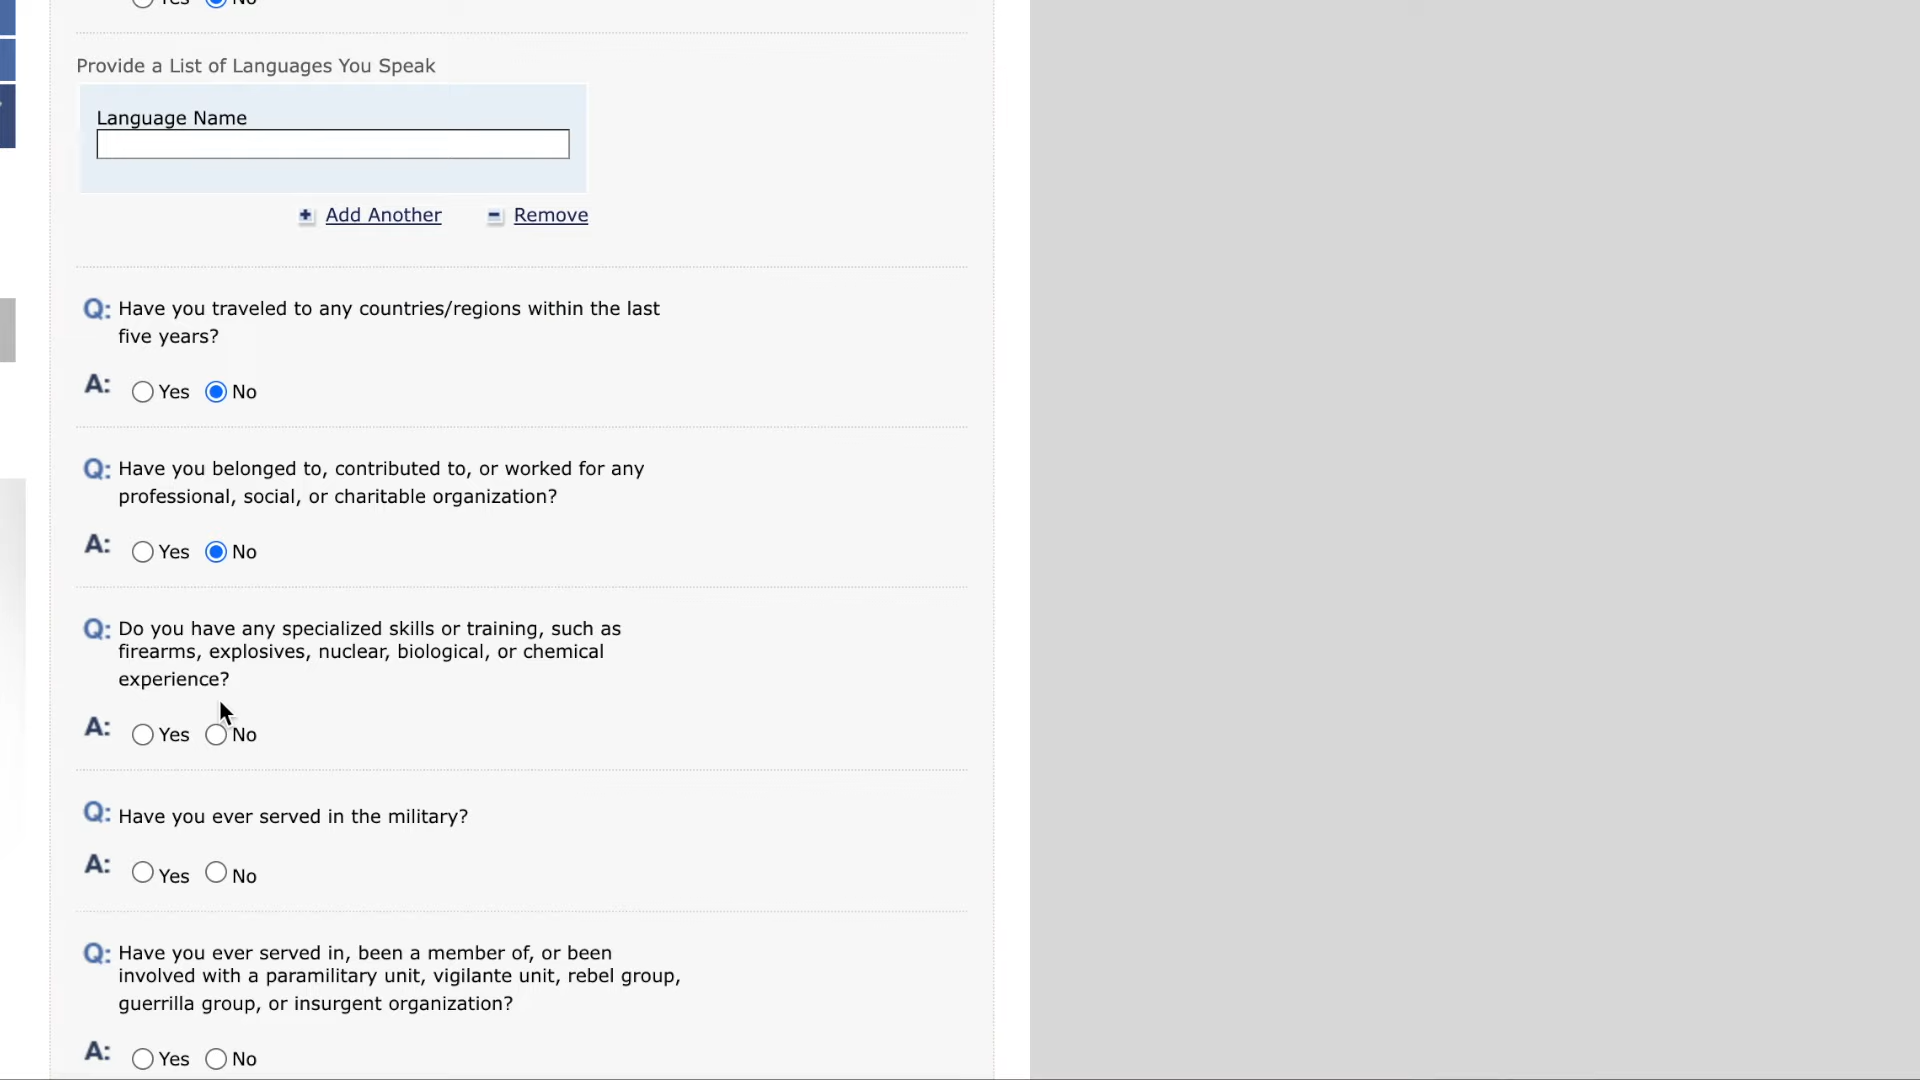 Yes No
Provide a List of Languages You Speak
Language Name
Add Another Remove
Q: Have you traveled to any countries/regions within the last
five years?
A: Yes No
Q: Have you belonged to, contributed to, or worked for any
professional, social, or charitable organization?
A: Yes No
Q: Do you have any specialized skills or training, such as
firearms, explosives, nuclear, biological, or chemical
experience?
A: Yes No
Q: Have you ever served in the military?
A: Yes No
Q: Have you ever served in, been a member of, or been
involved with a paramilitary unit, vigilante unit, rebel group,
guerrilla group, or insurgent organization?
A: Yes No